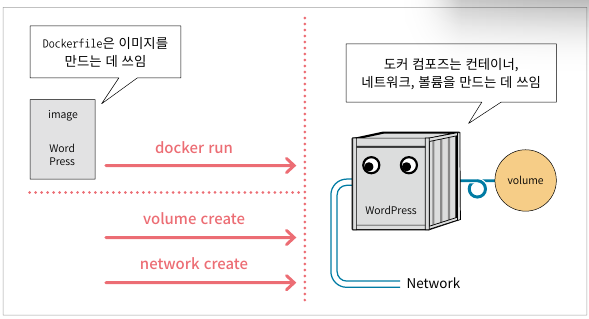 Dockerfile은 이미지를
만드는 데 쓰임
image
Word
Press
docker run
volume create
network create
도커 컴포즈는 컨테이너,
네트워크, 볼륨을 만드는 데 쓰임
WordPress
volume
Network